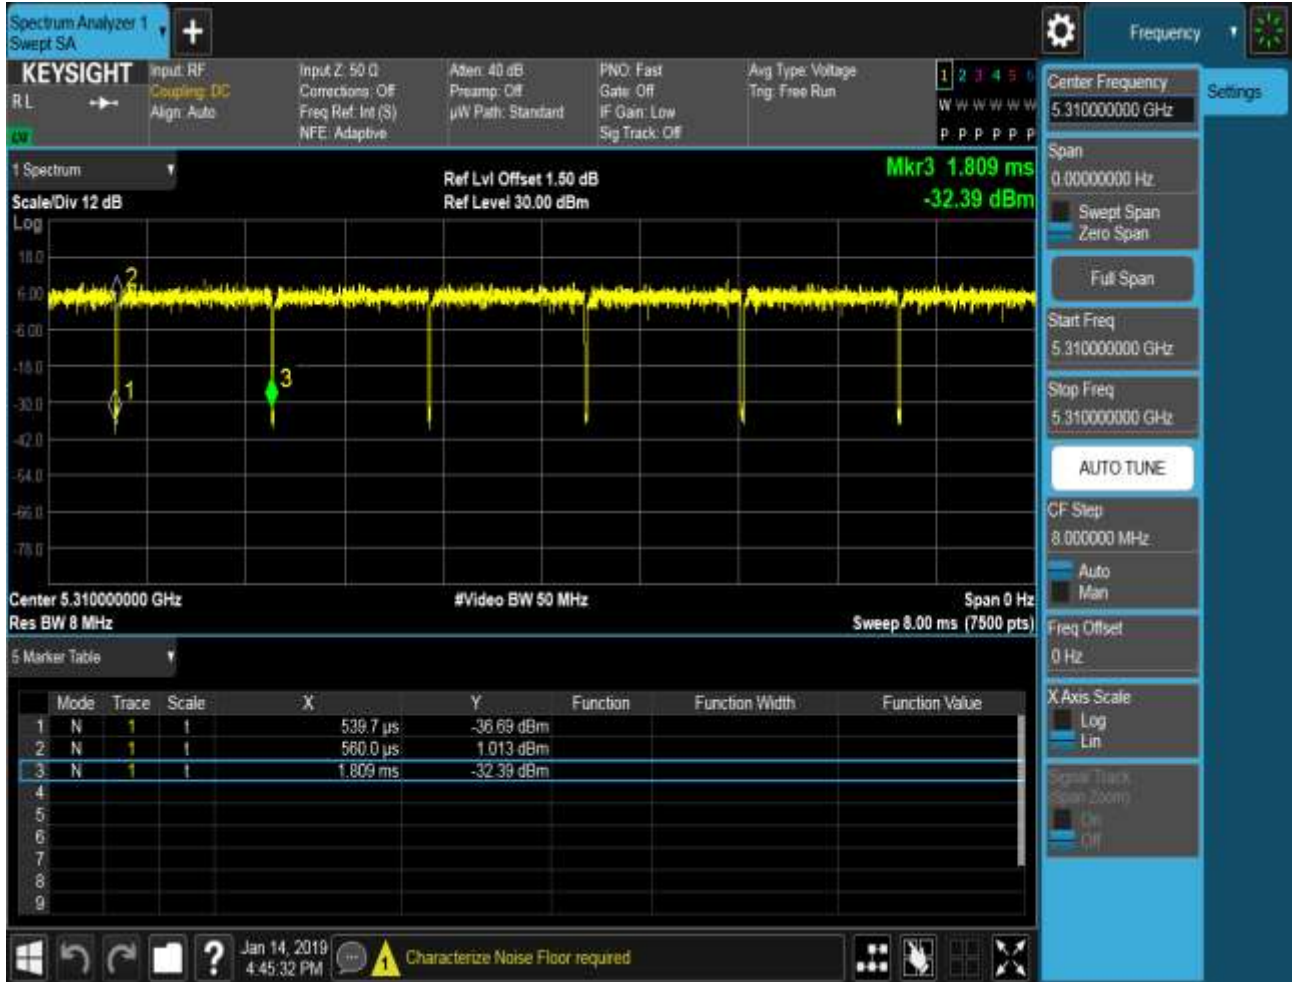 Spectrum Analyzer 1
Swept SA
Frequency
KEYSIGHT
R L
Input: RF
Coupling: DC
Align: Auto
Input Z: 50 Ω
Corrections: Off
Freq Ref: Int (S)
NFE: Adaptive
Atten: 40 dB
Preamp: Off
µW Path: Standard
PNO: Fast
Gate: Off
IF Gain: Low
Sig Track: Off
Avg Type: Voltage
Trig: Free Run
1 2 3 4 5 6
W W W W W W
P P P P P P
1 Spectrum
Scale/Div 12 dB
Ref Lvl Offset 1.50 dB
Ref Level 30.00 dBm
Mkr3 1.809 ms
-32.39 dBm
Log
18.0
6.00
-6.00
-18.0
-30.0
-42.0
-54.0
-66.0
-78.0
2
1
3
Center 5.310000000 GHz
#Video BW 50 MHz
Span 0 Hz
Res BW 8 MHz
Sweep 8.00 ms (7500 pts)
5 Marker Table
Mode Trace Scale X Y Function Function Width Function Value
1 N 1 t 539.7 µs -36.69 dBm
2 N 1 t 560.0 µs 1.013 dBm
3 N 1 t 1.809 ms -32.39 dBm
4
5
6
7
8
9
Jan 14, 2019
4:45:32 PM
1
Characterize Noise Floor required
Center Frequency
5.310000000 GHz
Settings
Span
0.00000000 Hz
Swept Span
Zero Span
Full Span
Start Freq
5.310000000 GHz
Stop Freq
5.310000000 GHz
AUTO TUNE
CF Step
8.000000 MHz
Auto
Man
Freq Offset
0 Hz
X Axis Scale
Log
Lin
Signal Track
(Span Zoom)
On
Off